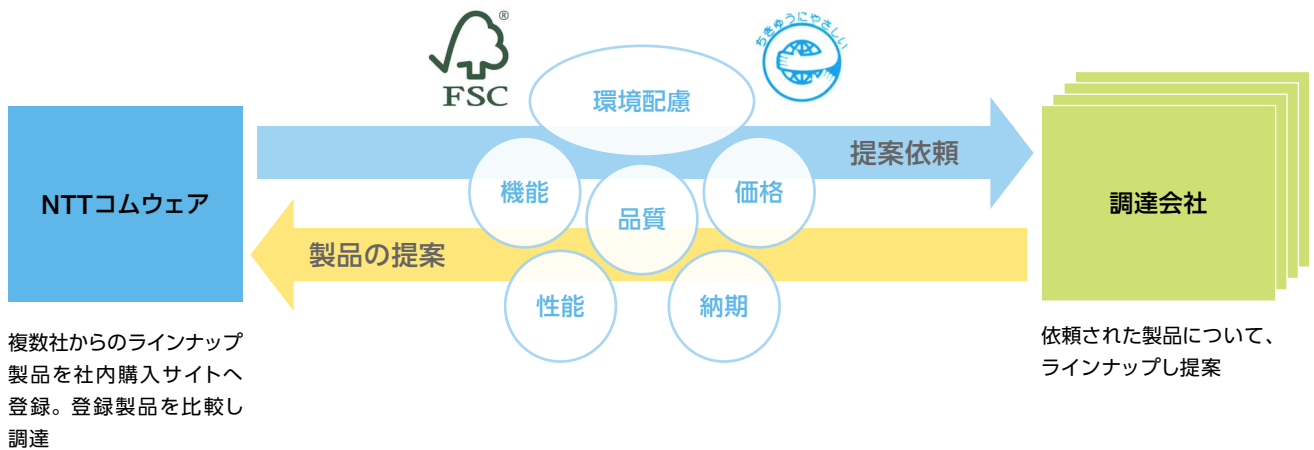 ちきゅうにやさしい
®
FSC
環境配慮
提案依頼
機能
価格
品質
NTTコムウェア
調達会社
製品の提案
性能
納期
複数社からのラインナップ
製品を社内購入サイトへ
登録。登録製品を比較し
調達
依頼された製品について、
ラインナップし提案